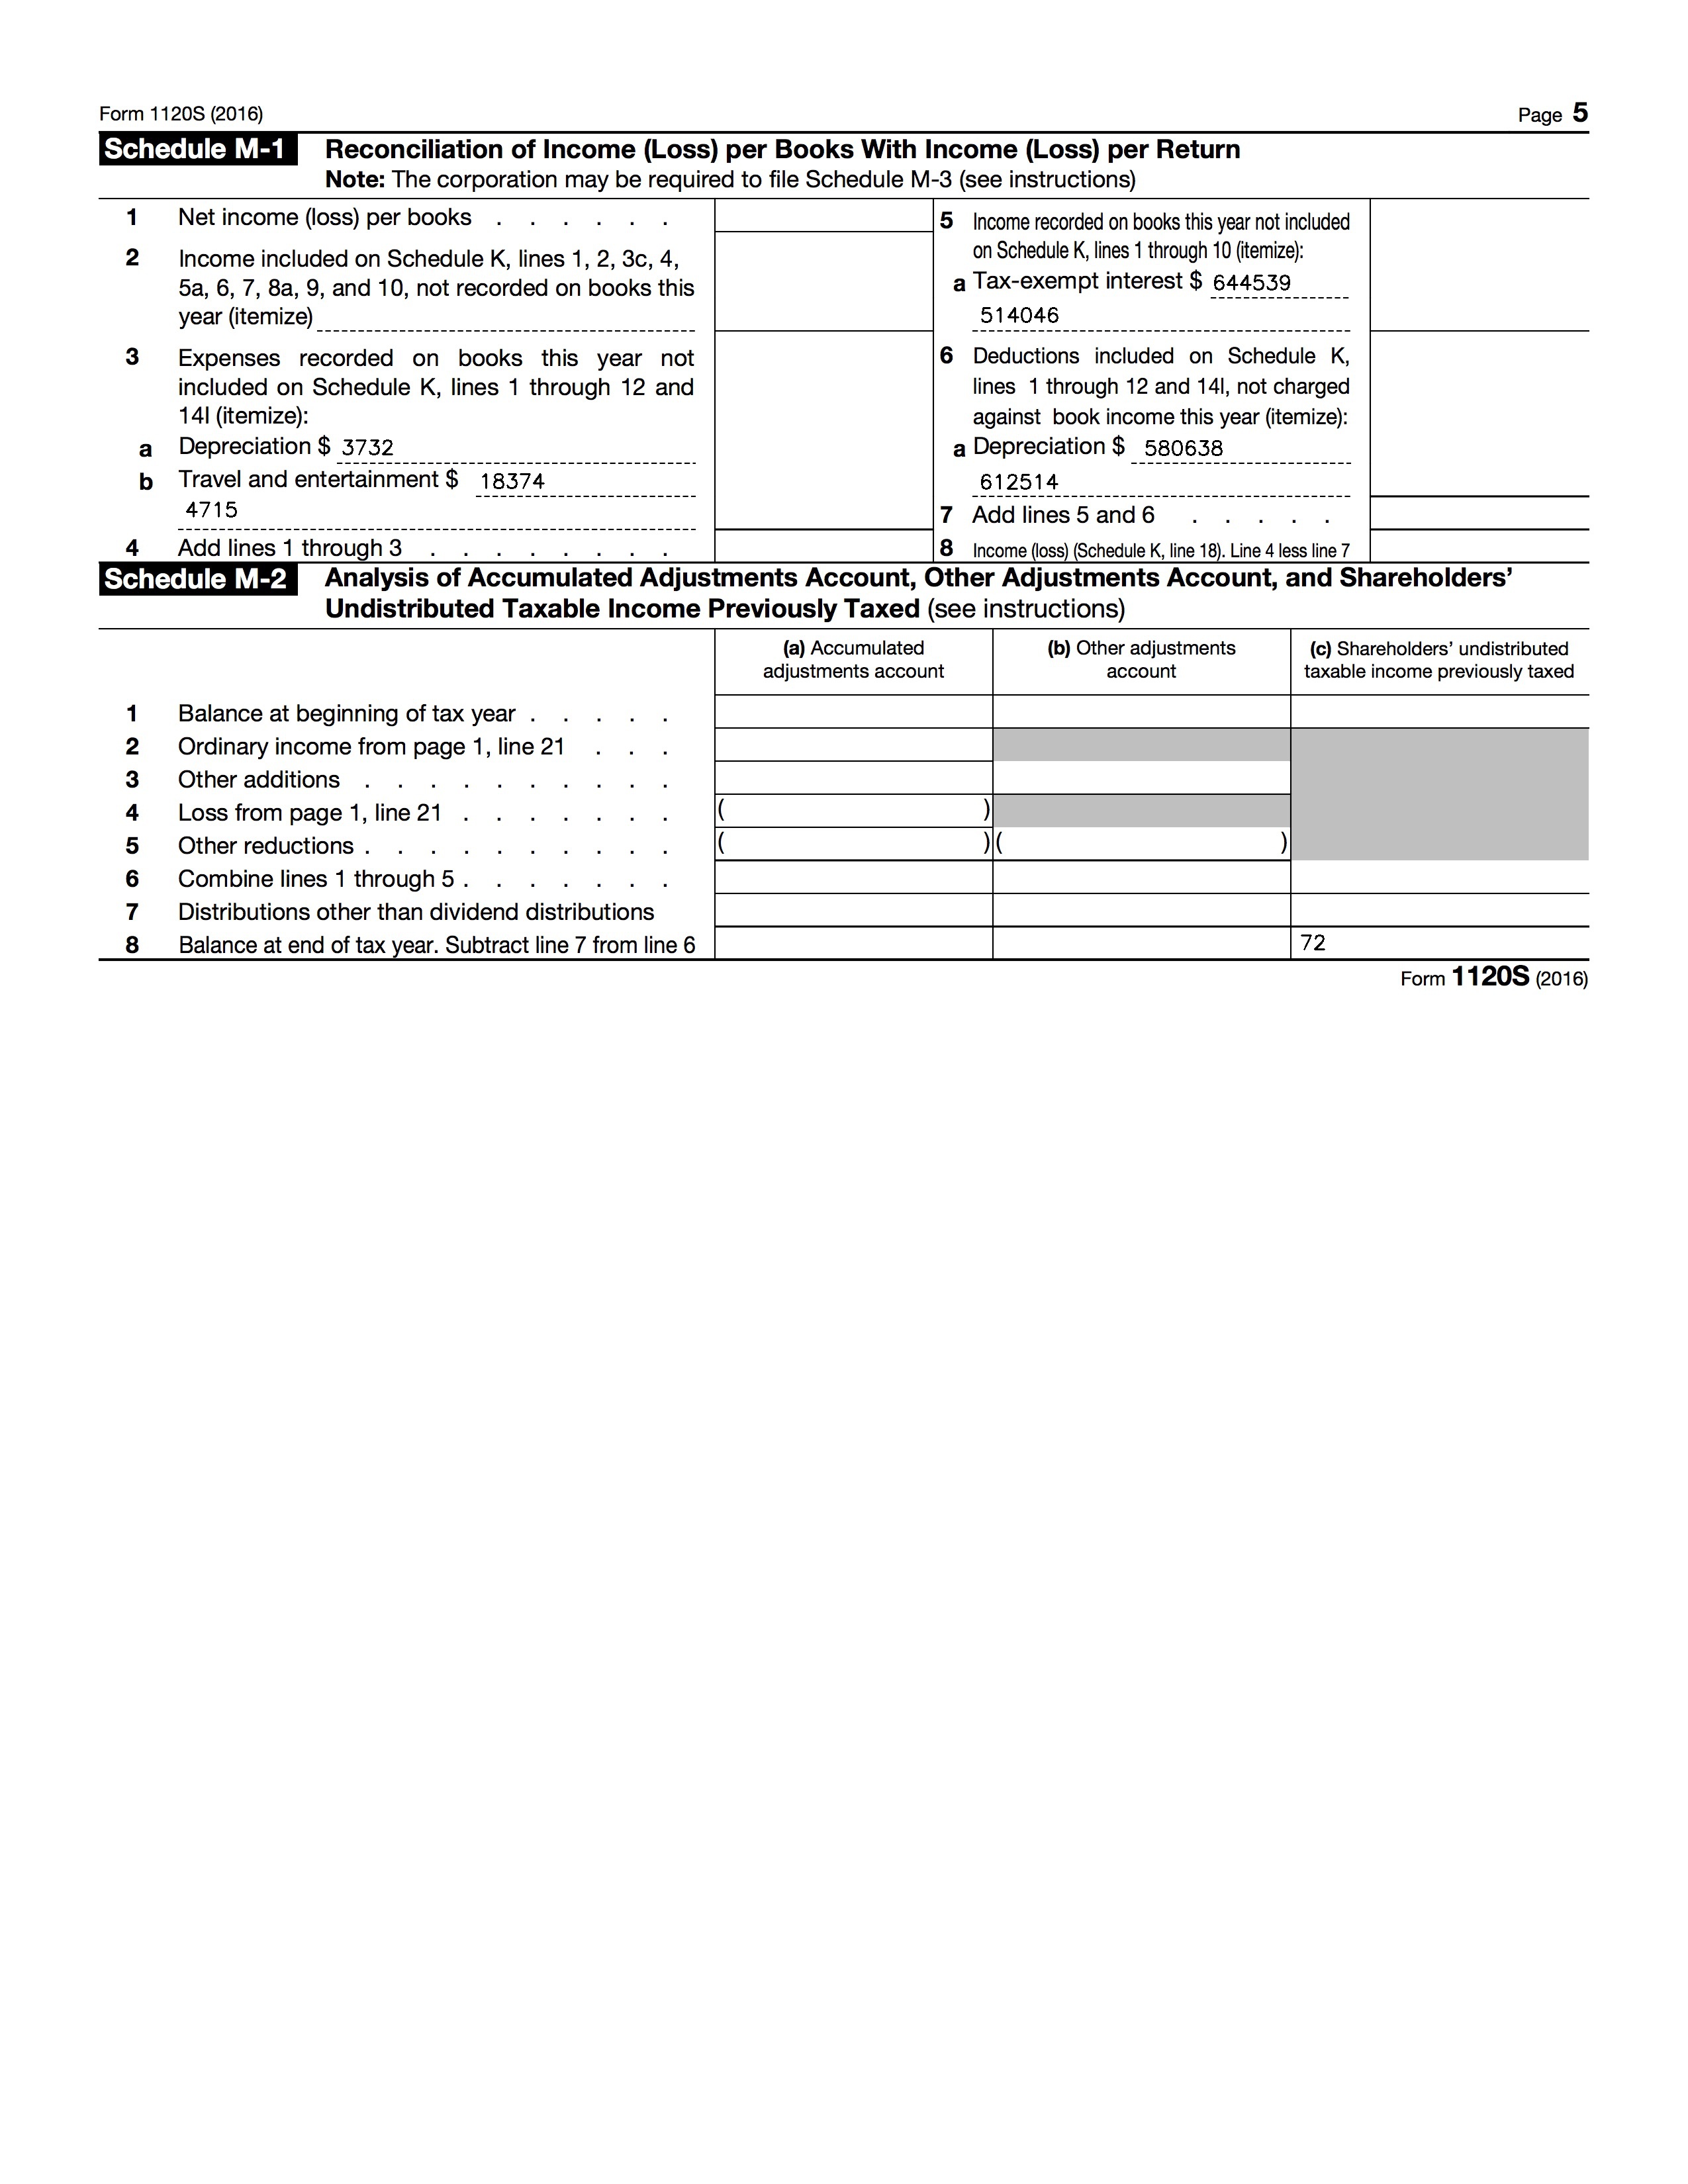 Form 1120S (2016) Page 5
Schedule M-1 Reconciliation of Income (Loss) per Books With Income (Loss) per Return
Note: The corporation may be required to file Schedule M-3 (see instructions)
1 Net income (loss) per books . . . . . .
2 Income included on Schedule K, lines 1, 2, 3c, 4,
5a, 6, 7, 8a, 9, and 10, not recorded on books this
year (itemize)
3 Expenses recorded on books this year not
included on Schedule K, lines 1 through 12 and
14l (itemize):
a Depreciation $ 3732
b Travel and entertainment $ 18374
4715
4 Add lines 1 through 3 . . . . . . . .
5 Income recorded on books this year not included
on Schedule K, lines 1 through 10 (itemize):
a Tax-exempt interest $ 644539
514046
6 Deductions included on Schedule K,
lines 1 through 12 and 14l, not charged
against book income this year (itemize):
a Depreciation $ 580638
612514
7 Add lines 5 and 6 . . . . .
8 Income (loss) (Schedule K, line 18). Line 4 less line 7
Schedule M-2 Analysis of Accumulated Adjustments Account, Other Adjustments Account, and Shareholders’
Undistributed Taxable Income Previously Taxed (see instructions)
(a) Accumulated
adjustments account
(b) Other adjustments
account
(c) Shareholders’ undistributed
taxable income previously taxed
1 Balance at beginning of tax year . . . . .
2 Ordinary income from page 1, line 21 . . .
3 Other additions . . . . . . . . . .
4 Loss from page 1, line 21 . . . . . . . ( )
5 Other reductions . . . . . . . . . . ( ) ( )
6 Combine lines 1 through 5 . . . . . . .
7 Distributions other than dividend distributions
8 Balance at end of tax year. Subtract line 7 from line 6 72
Form 1120S (2016)